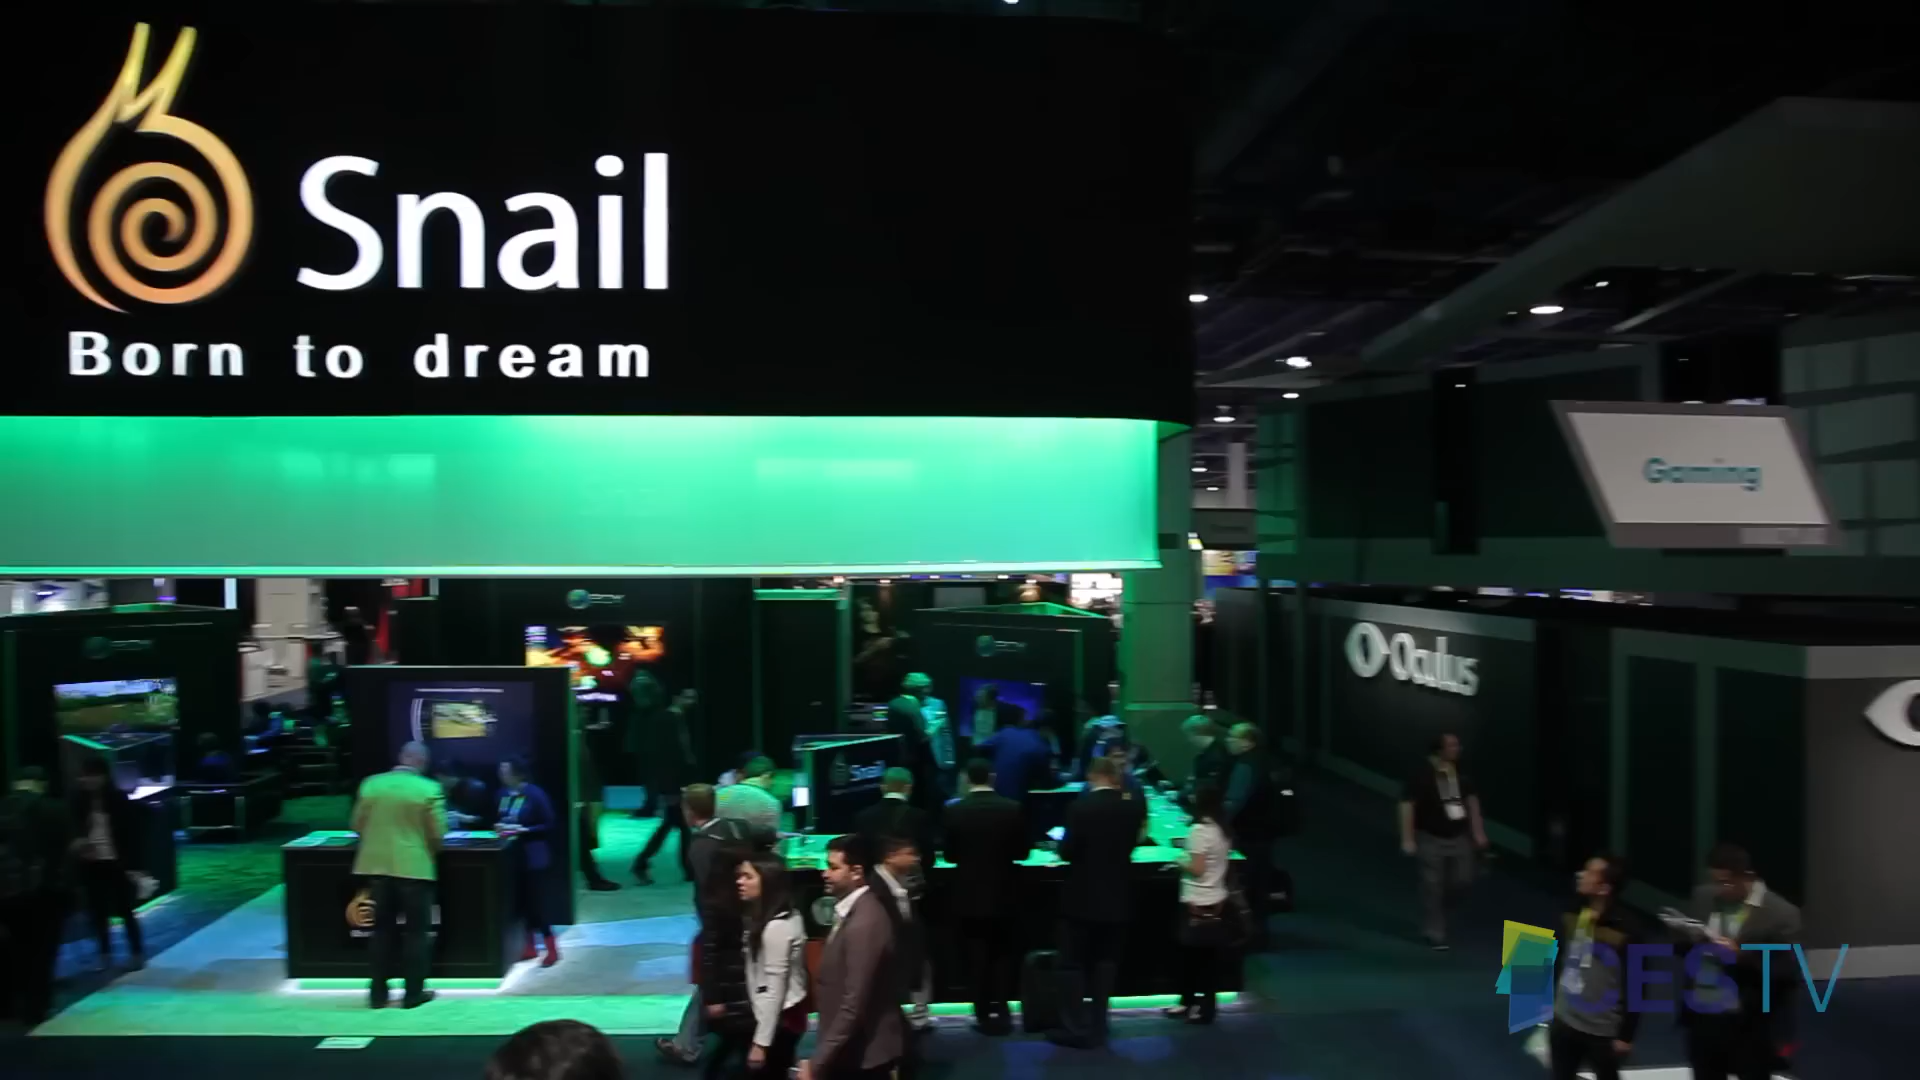 Snail
Born to dream
Gaming
Oculus
Snail
CESTV